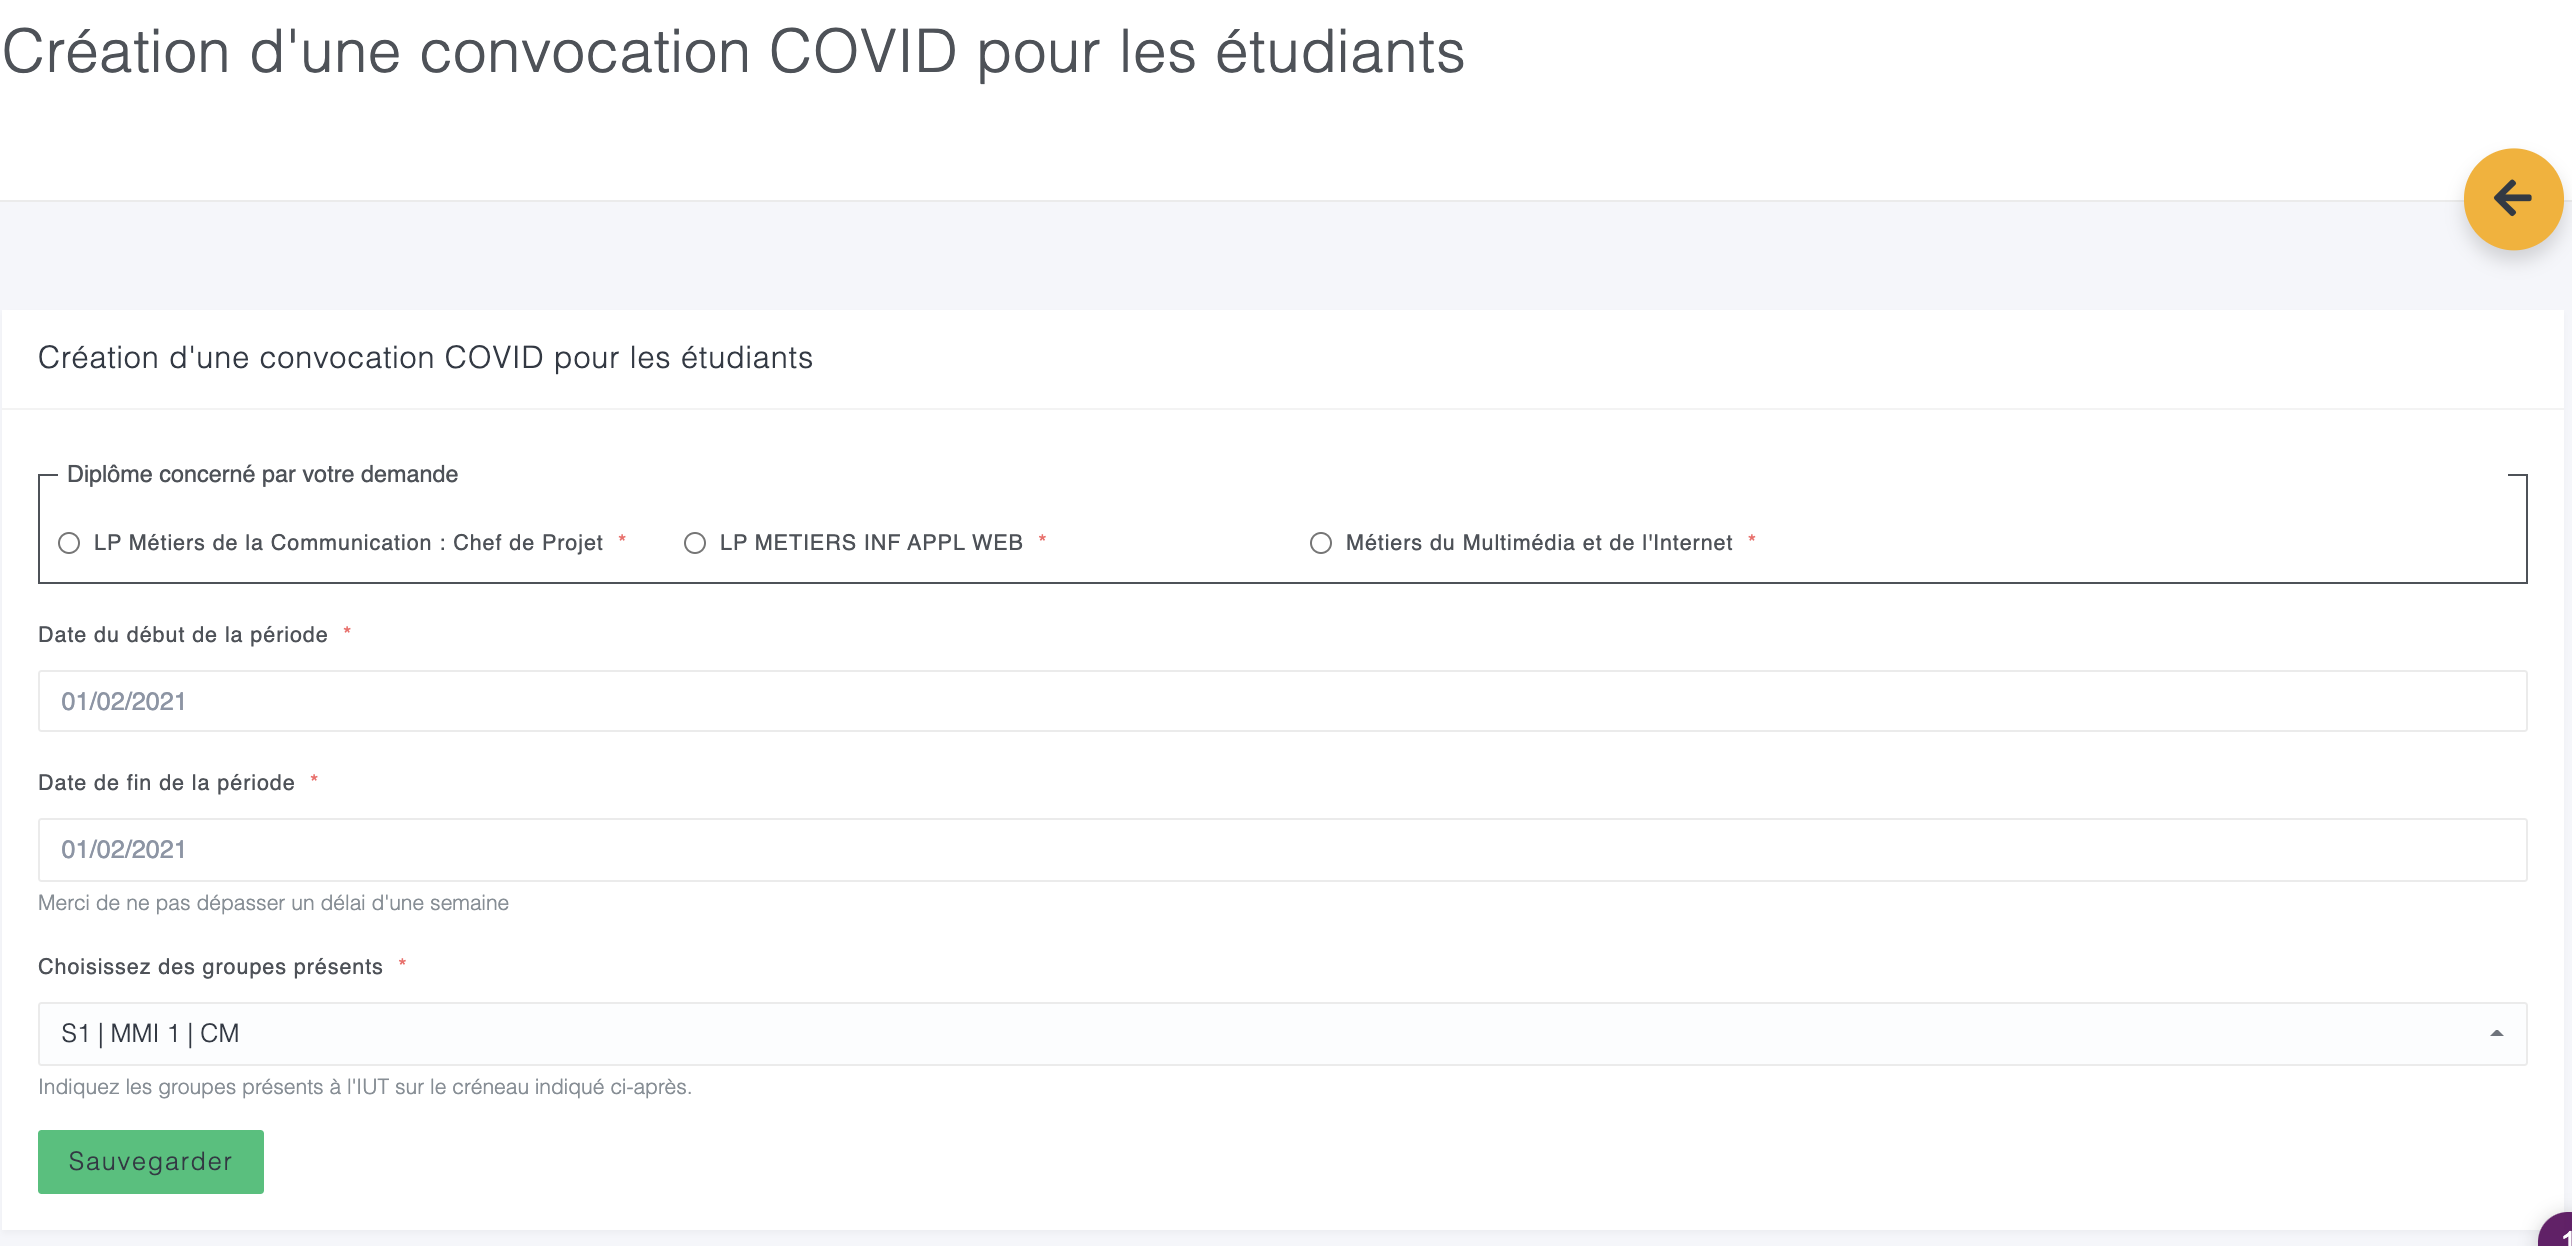 Création d'une convocation COVID pour les étudiants
Création d'une convocation COVID pour les étudiants
Diplôme concerné par votre demande
LP Métiers de la Communication : Chef de Projet * LP METIERS INF APPL WEB * Métiers du Multimédia et de l'Internet *
Date du début de la période *
01/02/2021
Date de fin de la période *
01/02/2021
Merci de ne pas dépasser un délai d'une semaine
Choisissez des groupes présents *
S1 | MMI 1 | CM
Indiquez les groupes présents à l'IUT sur le créneau indiqué ci-après.
Sauvegarder